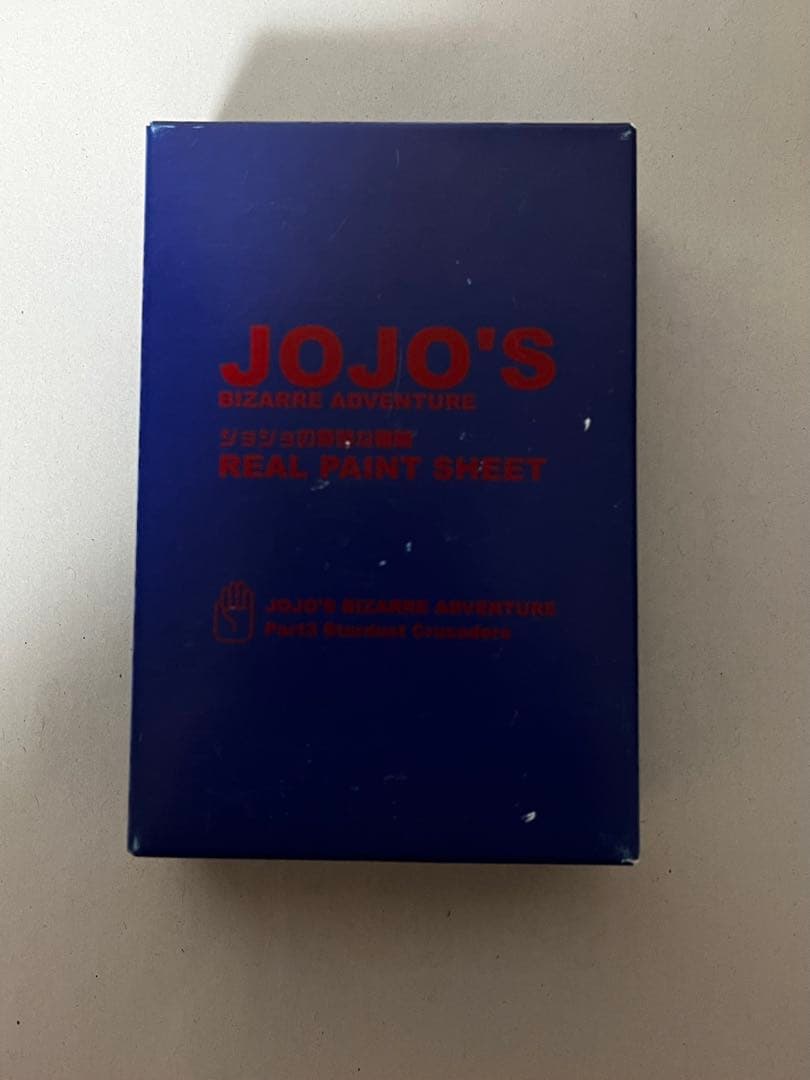 JOJO'S
BIZARRE ADVENTURE
ジョジョの奇妙な冒険
REAL PAINT SHEET
JOJO'S BIZARRE ADVENTURE
Part3 Stardust Crusaders